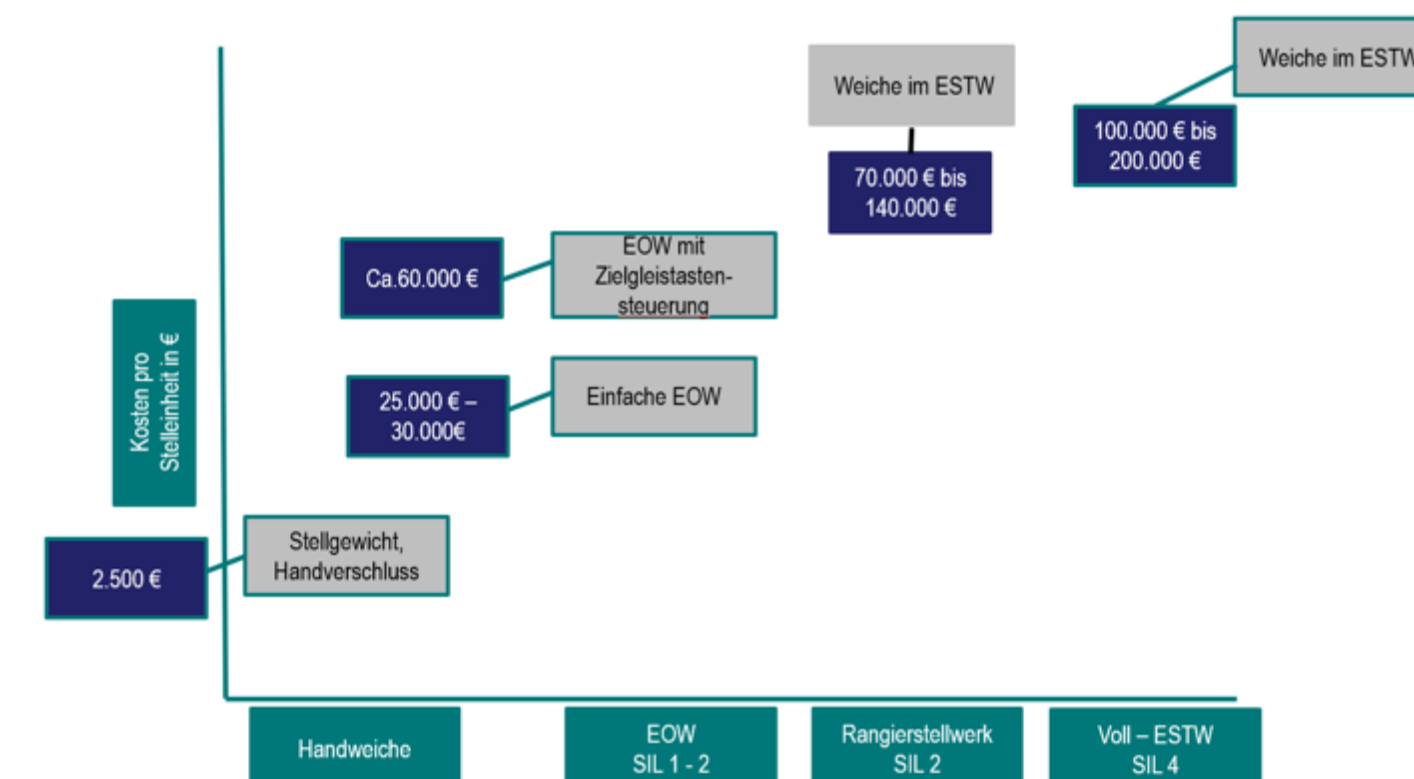 Weiche im ESTW
100.000 € bis
200.000 €
Weiche im ESTW
70.000 € bis
140.000 €
Ca.60.000 €
EOW mit
Zielgleistasten-
steuerung
Kosten pro
Stelleinheit in €
25.000 € –
30.000€
Einfache EOW
2.500 €
Stellgewicht,
Handverschluss
Handweiche
EOW
SIL 1 - 2
Rangierstellwerk
SIL 2
Voll – ESTW
SIL 4